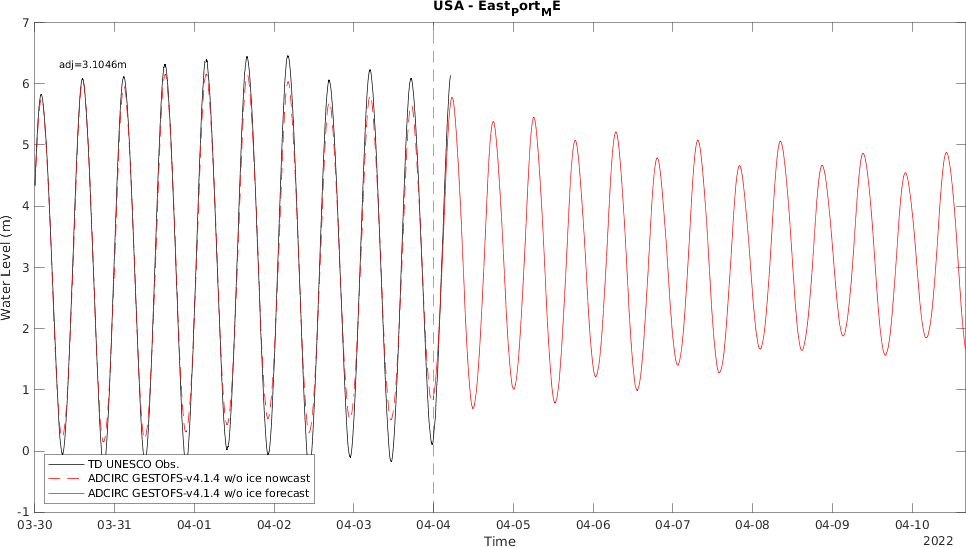 USA - EastPortME
7
6
5
4
3
2
1
0
-1
Water Level (m)
adj=3.1046m
TD UNESCO Obs.
ADCIRC GESTOFS-v4.1.4 w/o ice nowcast
ADCIRC GESTOFS-v4.1.4 w/o ice forecast
03-30 03-31 04-01 04-02 04-03 04-04 04-05 04-06 04-07 04-08 04-09 04-10
Time
2022